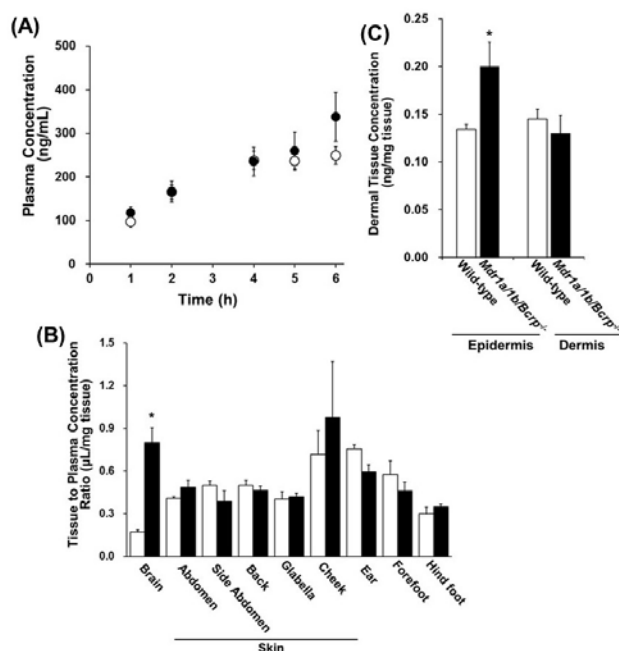 (A)
Plasma Concentration
(ng/mL)
500
400
300
200
100
0
0 1 2 3 4 5 6
Time (h)
(B)
Tissue to Plasma Concentration
Ratio (µL/mg tissue)
1.5
1.2
0.9
0.6
0.3
0.0
*
Brain
Abdomen
Side Abdomen
Back
Glabella
Cheek
Ear
Forefoot
Hind foot
Skin
(C)
Dermal Tissue Concentration
(ng/mg tissue)
0.25
0.20
0.15
0.10
0.05
0.00
*
Wild-type
Mdr1a/1b/Bcrp-/-
Wild-type
Mdr1a/1b/Bcrp-/-
Epidermis
Dermis